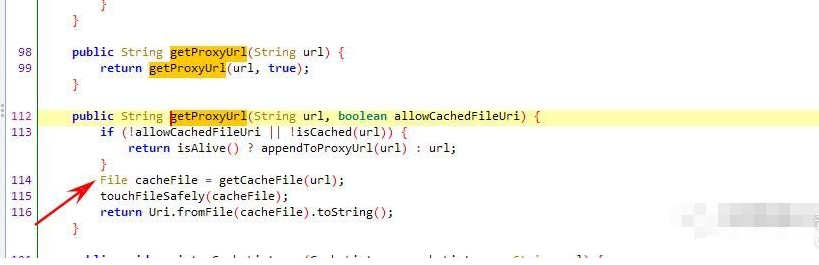 }
}
98 public String getProxyUrl(String url) {
99 return getProxyUrl(url, true);
}
112 public String getProxyUrl(String url, boolean allowCachedFileUri) {
113 if (!allowCachedFileUri || !isCached(url)) {
return isAlive() ? appendToProxyUrl(url) : url;
}
114 File cacheFile = getCacheFile(url);
115 touchFileSafely(cacheFile);
116 return Uri.fromFile(cacheFile).toString();
}